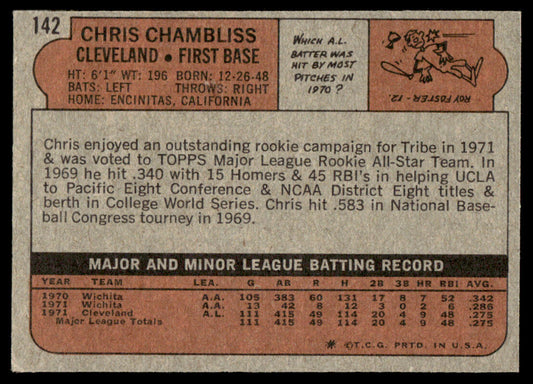 142
CHRIS CHAMBLISS
CLEVELAND • FIRST BASE
HT: 6'1" WT: 196 BORN: 12-26-48
BATS: LEFT THROWS: RIGHT
HOME: ENCINITAS, CALIFORNIA
WHICH A.L.
BATTER WAS
HIT BY MOST
PITCHES IN
1970?
ROY FOSTER - 12.
Chris enjoyed an outstanding rookie campaign for Tribe in 1971
& was voted to TOPPS Major League Rookie All-Star Team. In
1969 he hit .340 with 15 Homers & 45 RBI's in helping UCLA
to Pacific Eight Conference & NCAA District Eight titles &
berth in College World Series. Chris hit .583 in National Base-
ball Congress tourney in 1969.
MAJOR AND MINOR LEAGUE BATTING RECORD
YEAR TEAM LEA. G AB R H 2B 3B HR RBI AVG.
1970 Wichita A.A. 105 383 60 131 17 8 7 52 .342
1971 Wichita A.A. 13 42 8 12 3 0 2 6 .286
1971 Cleveland A.L. 111 415 49 114 20 4 9 48 .275
Major League Totals 111 415 49 114 20 4 9 48 .275
* © T.C.G. PRTD. IN U.S.A.